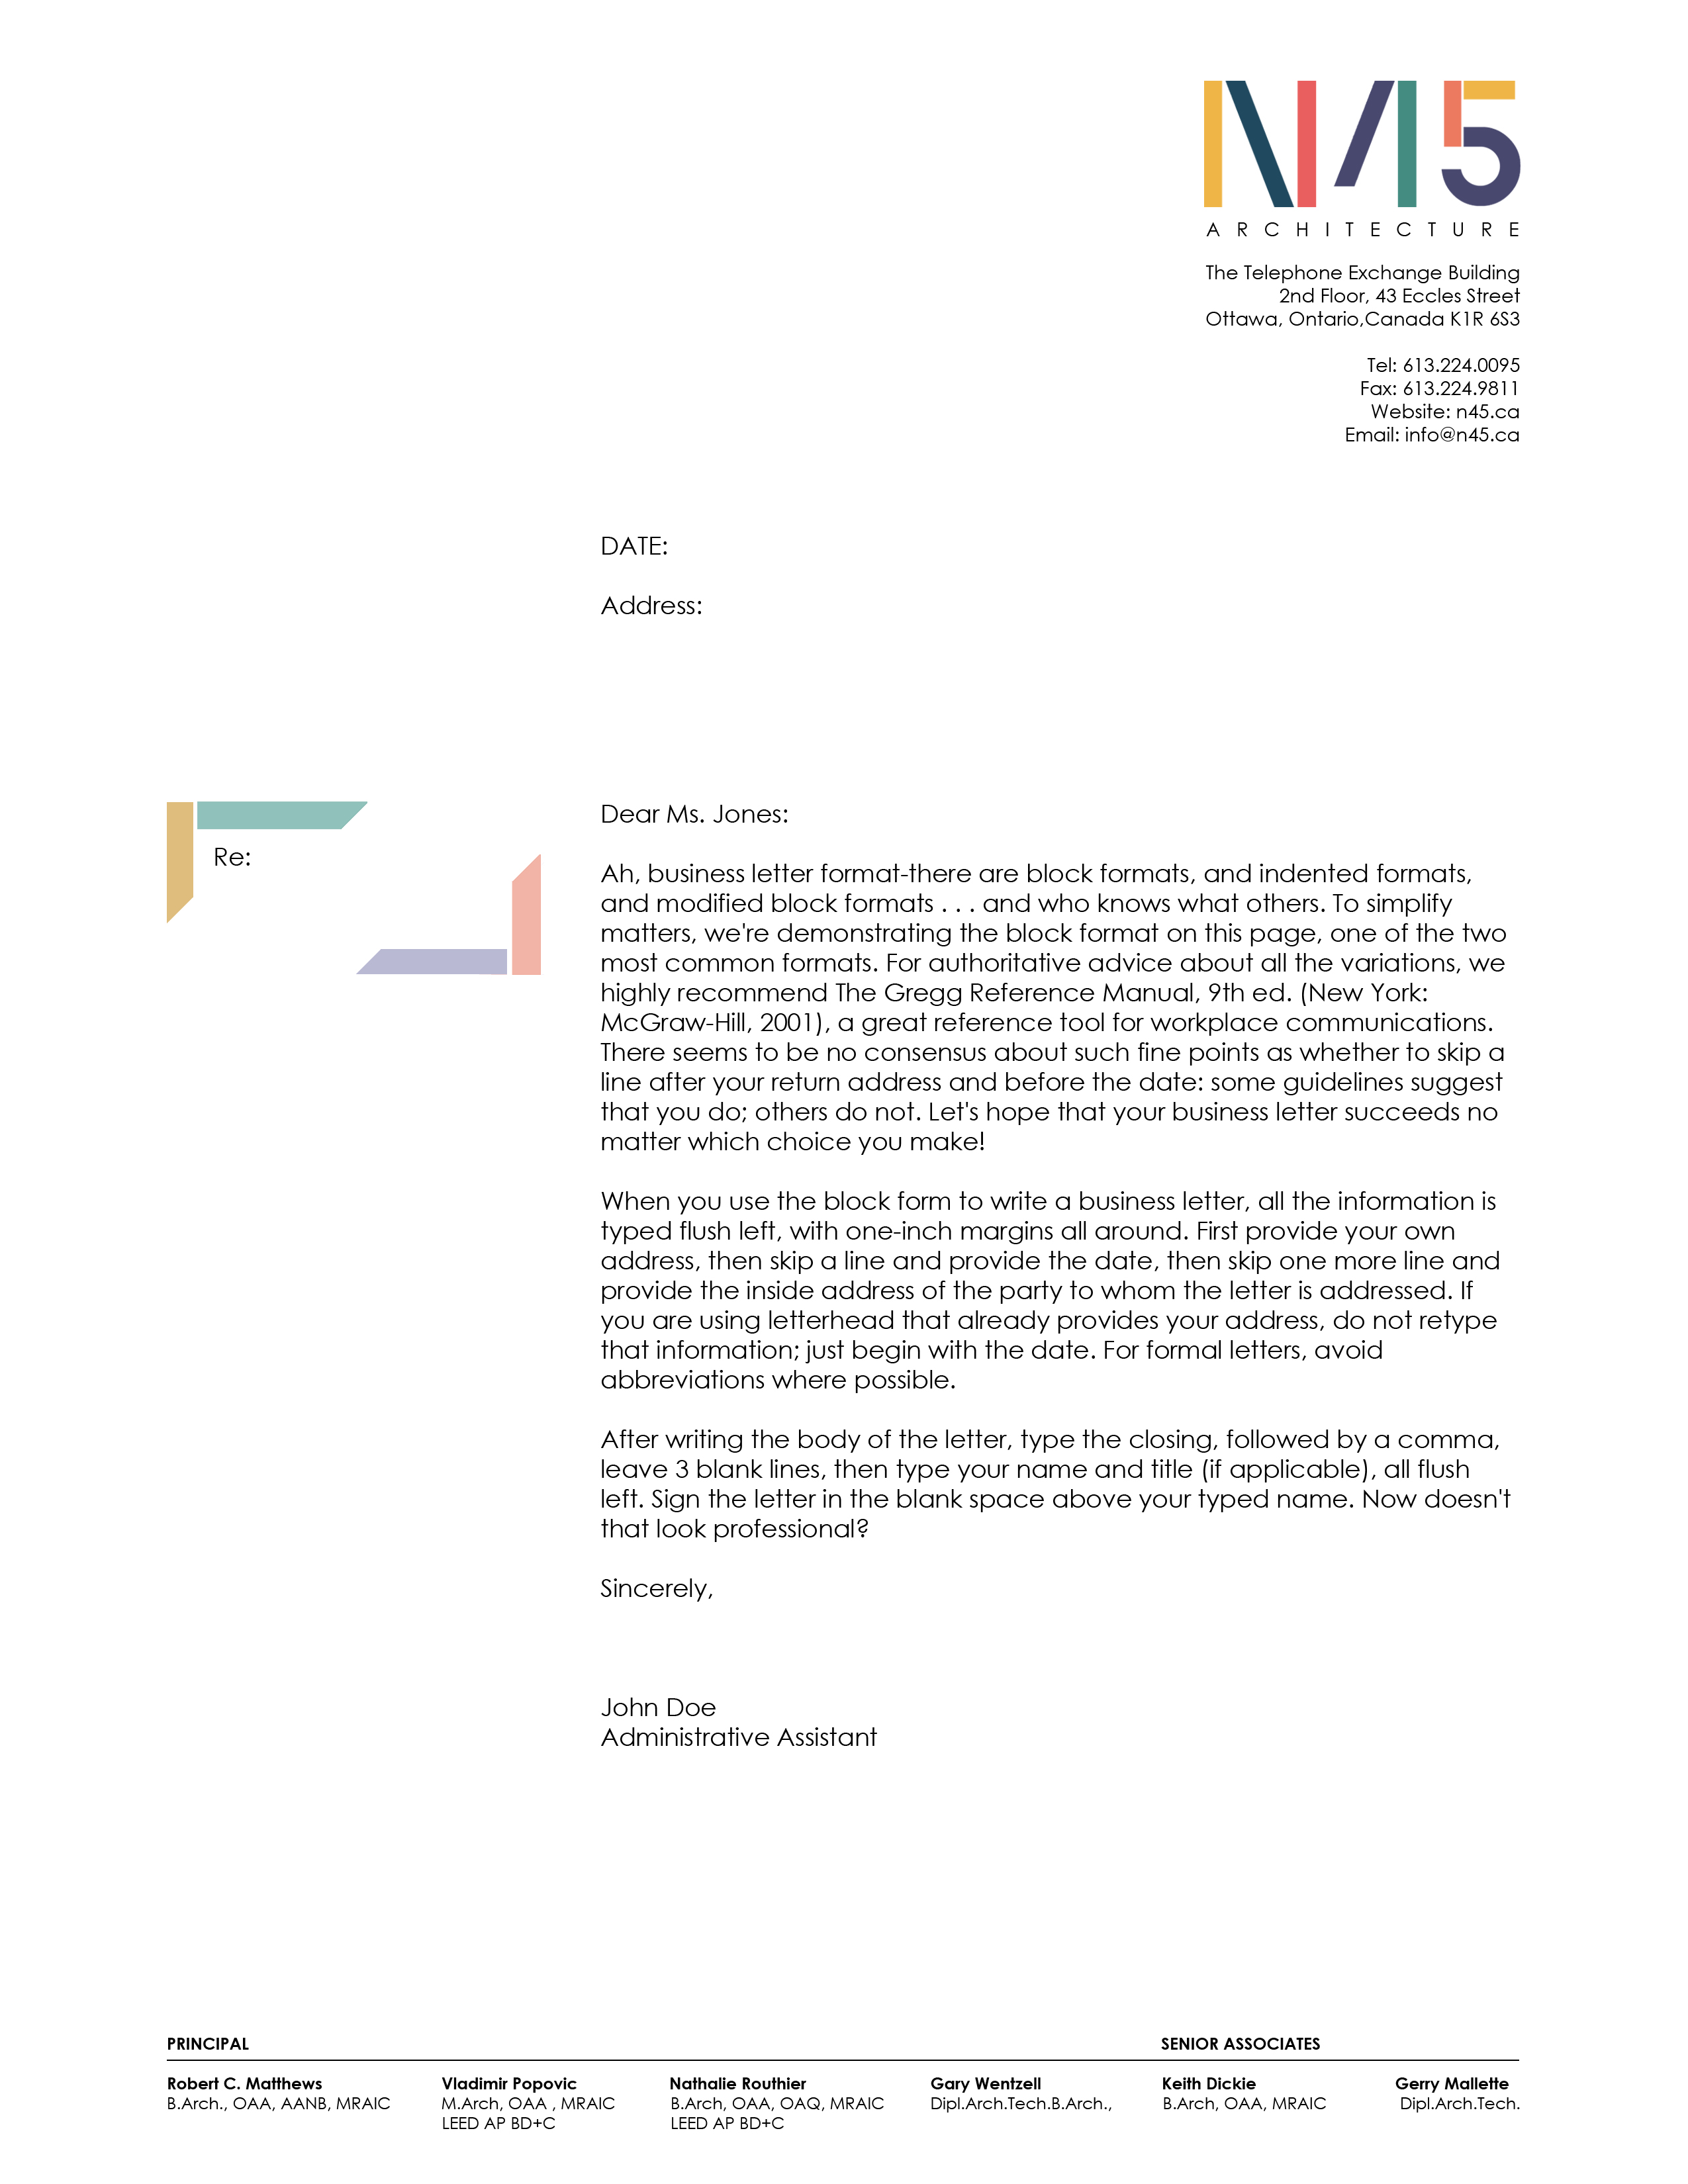 N45
ARCHITECTURE
The Telephone Exchange Building
2nd Floor, 43 Eccles Street
Ottawa, Ontario,Canada K1R 6S3
Tel: 613.224.0095
Fax: 613.224.9811
Website: n45.ca
Email: info@n45.ca
DATE:
Address:
Re:
Dear Ms. Jones:
Ah, business letter format-there are block formats, and indented formats,
and modified block formats . . . and who knows what others. To simplify
matters, we're demonstrating the block format on this page, one of the two
most common formats. For authoritative advice about all the variations, we
highly recommend The Gregg Reference Manual, 9th ed. (New York:
McGraw-Hill, 2001), a great reference tool for workplace communications.
There seems to be no consensus about such fine points as whether to skip a
line after your return address and before the date: some guidelines suggest
that you do; others do not. Let's hope that your business letter succeeds no
matter which choice you make!
When you use the block form to write a business letter, all the information is
typed flush left, with one-inch margins all around. First provide your own
address, then skip a line and provide the date, then skip one more line and
provide the inside address of the party to whom the letter is addressed. If
you are using letterhead that already provides your address, do not retype
that information; just begin with the date. For formal letters, avoid
abbreviations where possible.
After writing the body of the letter, type the closing, followed by a comma,
leave 3 blank lines, then type your name and title (if applicable), all flush
left. Sign the letter in the blank space above your typed name. Now doesn't
that look professional?
Sincerely,
John Doe
Administrative Assistant
PRINCIPAL SENIOR ASSOCIATES
Robert C. Matthews Vladimir Popovic Nathalie Routhier Gary Wentzell Keith Dickie Gerry Mallette
B.Arch., OAA, AANB, MRAIC M.Arch, OAA , MRAIC B.Arch, OAA, OAQ, MRAIC Dipl.Arch.Tech.B.Arch., B.Arch, OAA, MRAIC Dipl.Arch.Tech.
LEED AP BD+C LEED AP BD+C